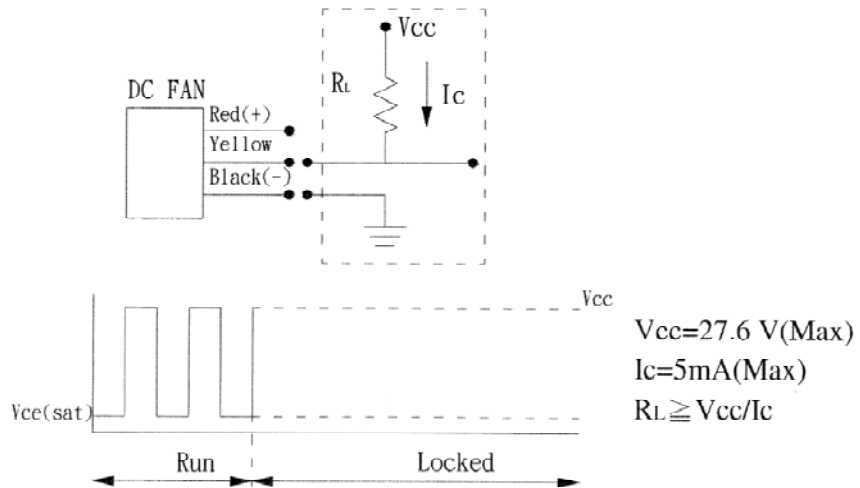 Vcc
RL
Ic
DC FAN
Red(+)
Yellow
Black(-)
Vcc
Vcc=27.6 V(Max)
Ic=5mA(Max)
RL≧Vcc/Ic
Vce(sat)
Run
Locked